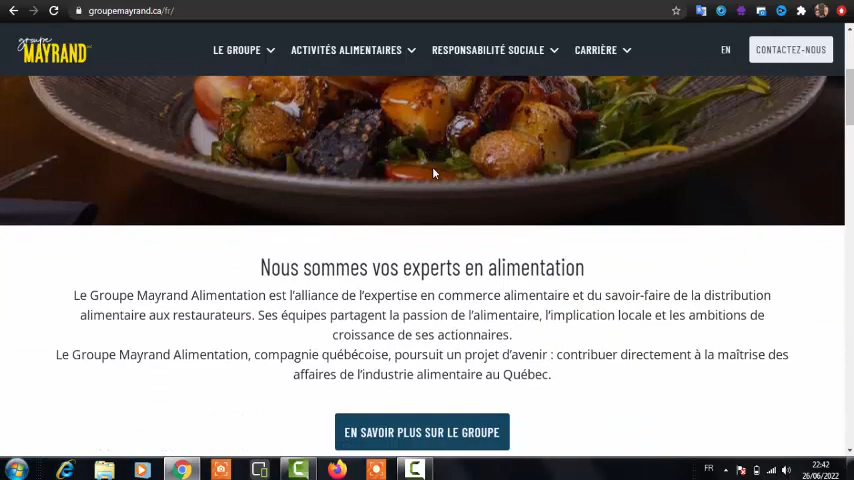 groupemayrand.ca/fr/
groupe
MAYRAND
LE GROUPE
ACTIVITÉS ALIMENTAIRES
RESPONSABILITÉ SOCIALE
CARRIÈRE
EN
CONTACTEZ-NOUS
Nous sommes vos experts en alimentation
Le Groupe Mayrand Alimentation est l'alliance de l'expertise en commerce alimentaire et du savoir-faire de la distribution
alimentaire aux restaurateurs. Ses équipes partagent la passion de l'alimentaire, l'implication locale et les ambitions de
croissance de ses actionnaires.
Le Groupe Mayrand Alimentation, compagnie québécoise, poursuit un projet d'avenir : contribuer directement à la maîtrise des
affaires de l'industrie alimentaire au Québec.
EN SAVOIR PLUS SUR LE GROUPE
FR
22:42
26/06/2022